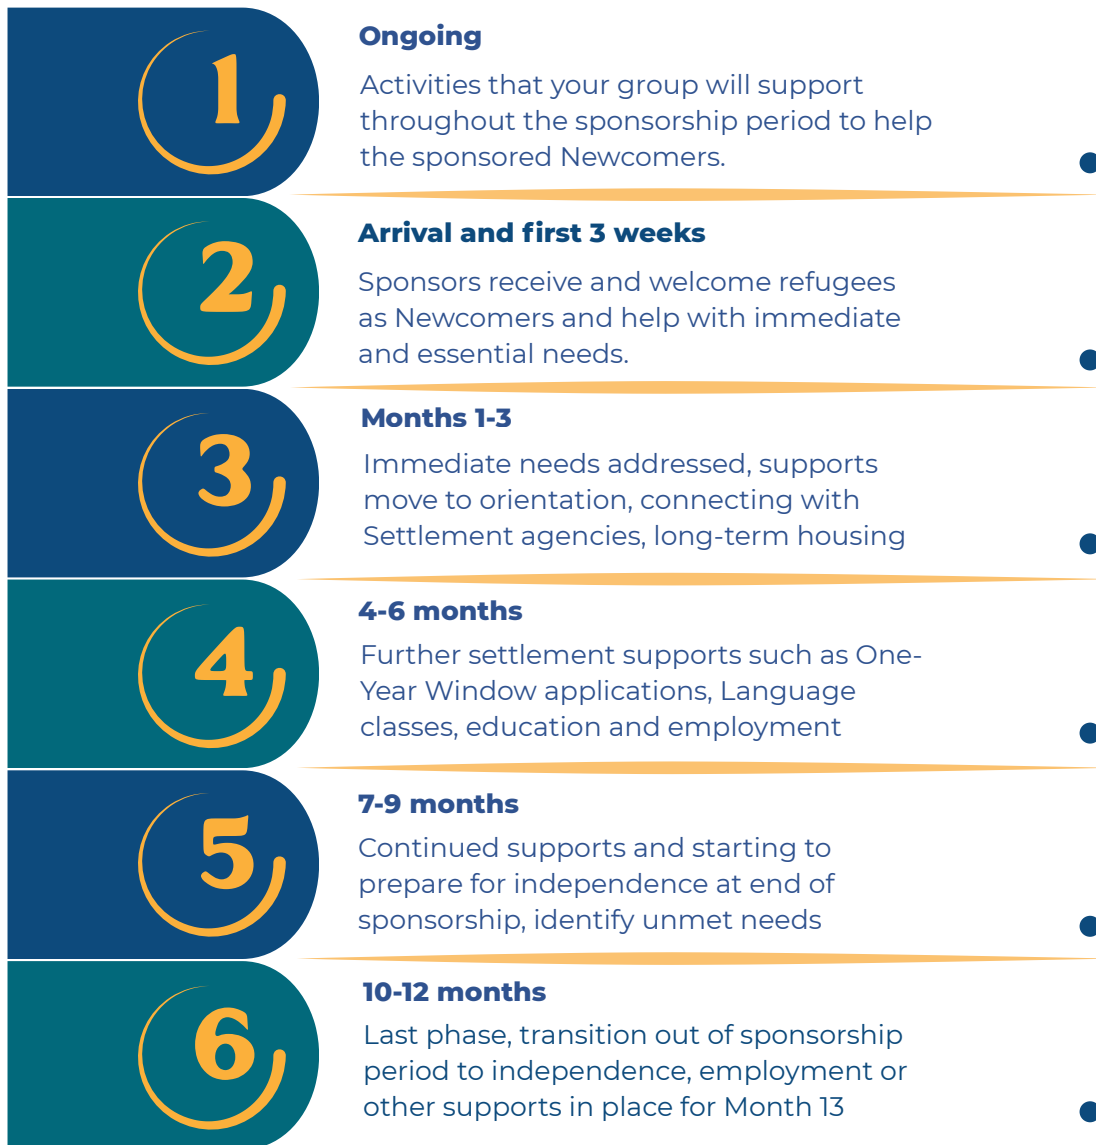 1
Ongoing
Activities that your group will support
throughout the sponsorship period to help
the sponsored Newcomers.
2
Arrival and first 3 weeks
Sponsors receive and welcome refugees
as Newcomers and help with immediate
and essential needs.
3
Months 1-3
Immediate needs addressed, supports
move to orientation, connecting with
Settlement agencies, long-term housing
4
4-6 months
Further settlement supports such as One-
Year Window applications, Language
classes, education and employment
5
7-9 months
Continued supports and starting to
prepare for independence at end of
sponsorship, identify unmet needs
6
10-12 months
Last phase, transition out of sponsorship
period to independence, employment or
other supports in place for Month 13